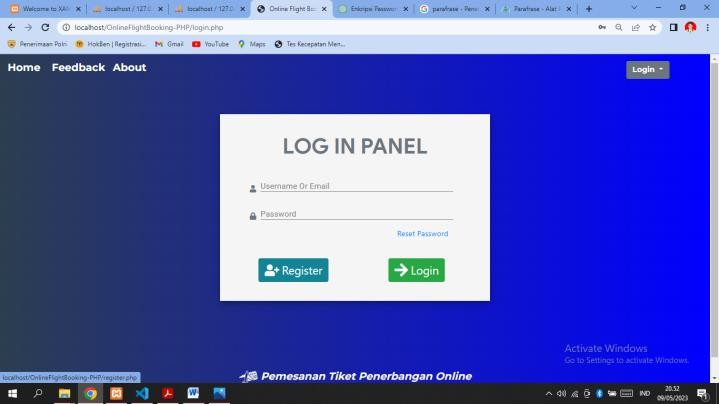 Welcome to XAM
localhost / 127.0
localhost / 127.0
Online Flight Boo
Enkripsi Passwor
parafrase - Pene
Parafrase - Alat
localhost/OnlineFlightBooking-PHP/login.php
Penerimaan Polri
HokBen | Registrasi...
Gmail
YouTube
Maps
Tes Kecepatan Men...
Home Feedback About
Login
LOG IN PANEL
Username Or Email
Password
Reset Password
Register
Login
Activate Windows
Go to Settings to activate Windows.
localhost/OnlineFlightBooking-PHP/register.php
Pemesanan Tiket Penerbangan Online
IND
20.52
09/05/2023